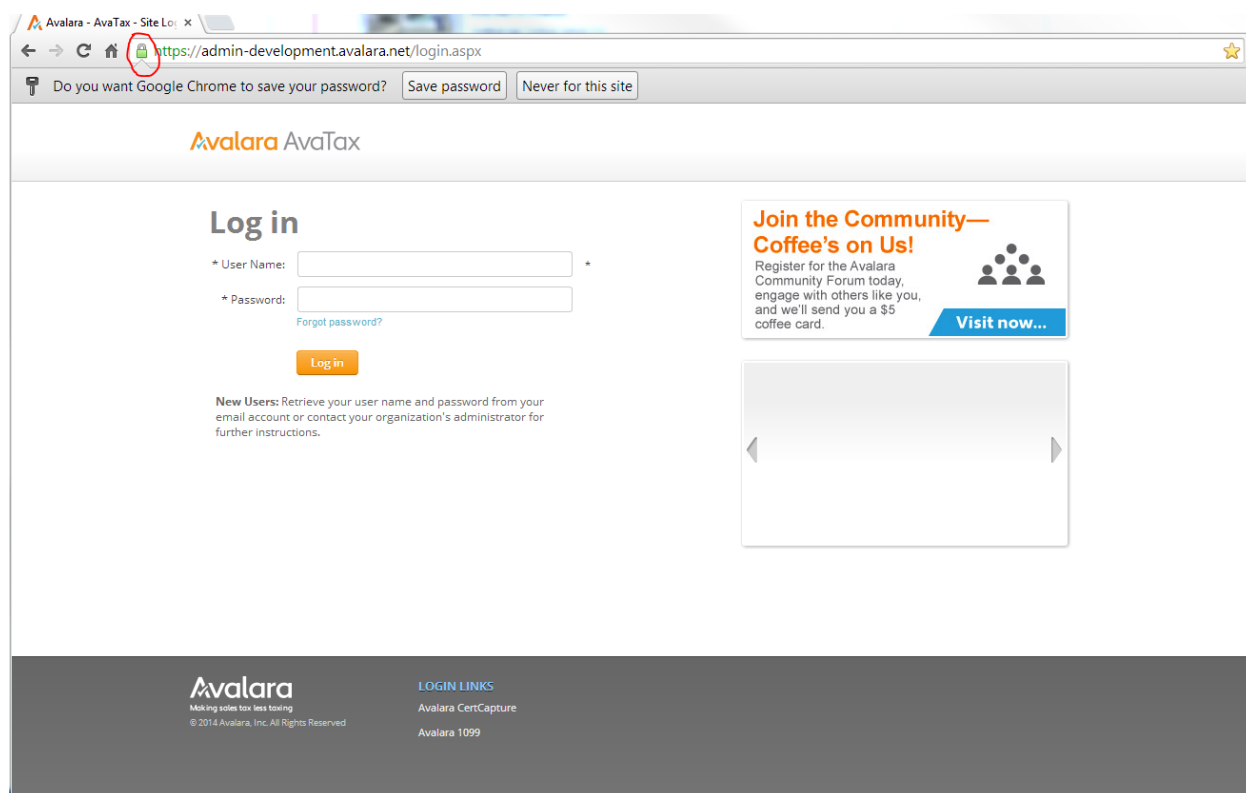 Avalara - AvaTax - Site Lo
https://admin-development.avalara.net/login.aspx
Do you want Google Chrome to save your password? Save password Never for this site
Avalara AvaTax
Log in
* User Name: *
* Password:
Forgot password?
Log in
New Users: Retrieve your user name and password from your
email account or contact your organization's administrator for
further instructions.
Join the Community—
Coffee's on Us!
Register for the Avalara
Community Forum today,
engage with others like you,
and we'll send you a $5
coffee card.
Visit now...
Avalara
Making sales tax less taxing
© 2014 Avalara, Inc. All Rights Reserved
LOGIN LINKS
Avalara CertCapture
Avalara 1099